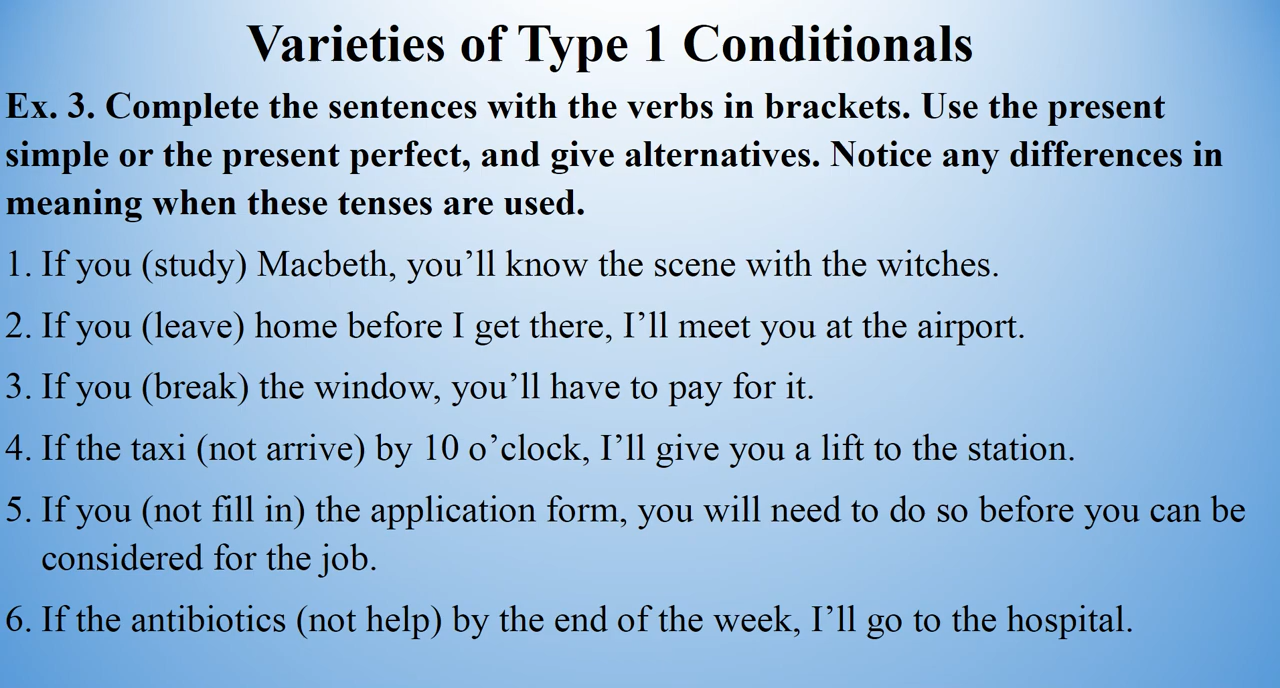 Varieties of Type 1 Conditionals
Ex. 3. Complete the sentences with the verbs in brackets. Use the present
simple or the present perfect, and give alternatives. Notice any differences in
meaning when these tenses are used.
1. If you (study) Macbeth, you’ll know the scene with the witches.
2. If you (leave) home before I get there, I’ll meet you at the airport.
3. If you (break) the window, you’ll have to pay for it.
4. If the taxi (not arrive) by 10 o’clock, I’ll give you a lift to the station.
5. If you (not fill in) the application form, you will need to do so before you can be
considered for the job.
6. If the antibiotics (not help) by the end of the week, I’ll go to the hospital.